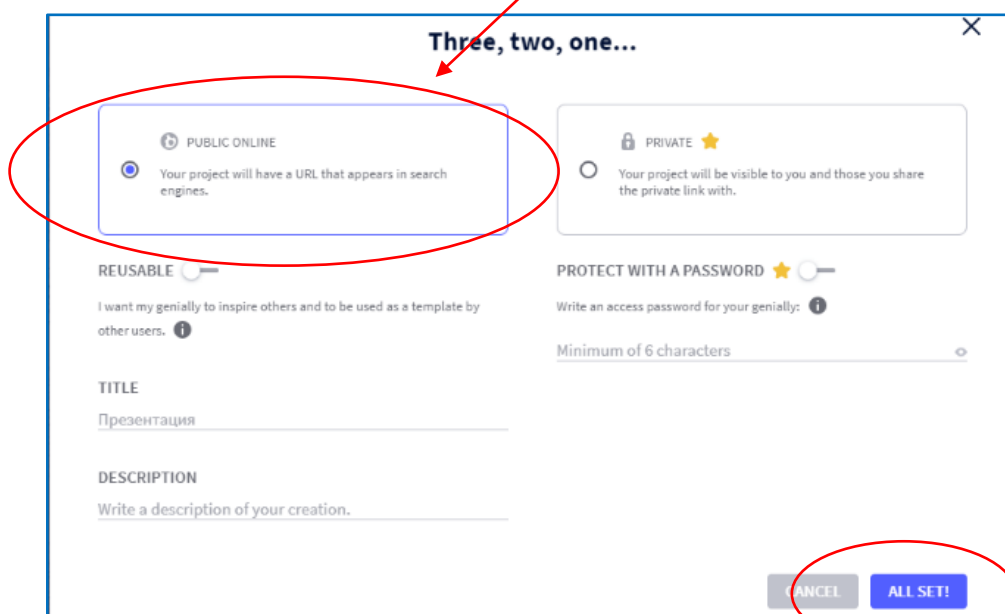 Three, two, one...
PUBLIC ONLINE
Your project will have a URL that appears in search
engines.
PRIVATE
Your project will be visible to you and those you share
the private link with.
REUSABLE
I want my genially to inspire others and to be used as a template by
other users.
PROTECT WITH A PASSWORD
Write an access password for your genially:
Minimum of 6 characters
TITLE
Презентация
DESCRIPTION
Write a description of your creation.
CANCEL
ALL SET!